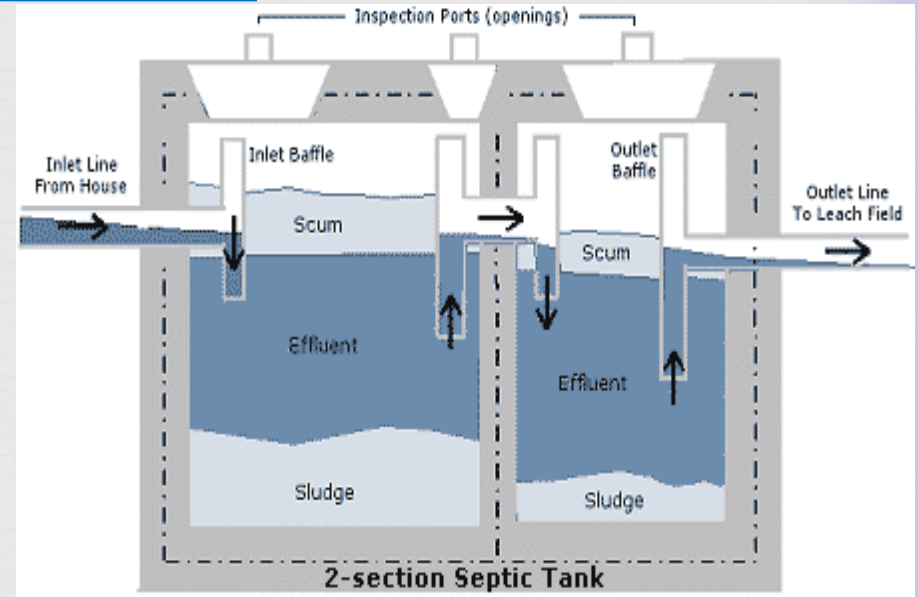 Inspection Ports (openings)
Inlet Line
From House
Inlet Baffle
Outlet
Baffle
Outlet Line
To Leach Field
Scum
Scum
Effluent
Effluent
Sludge
Sludge
2-section Septic Tank